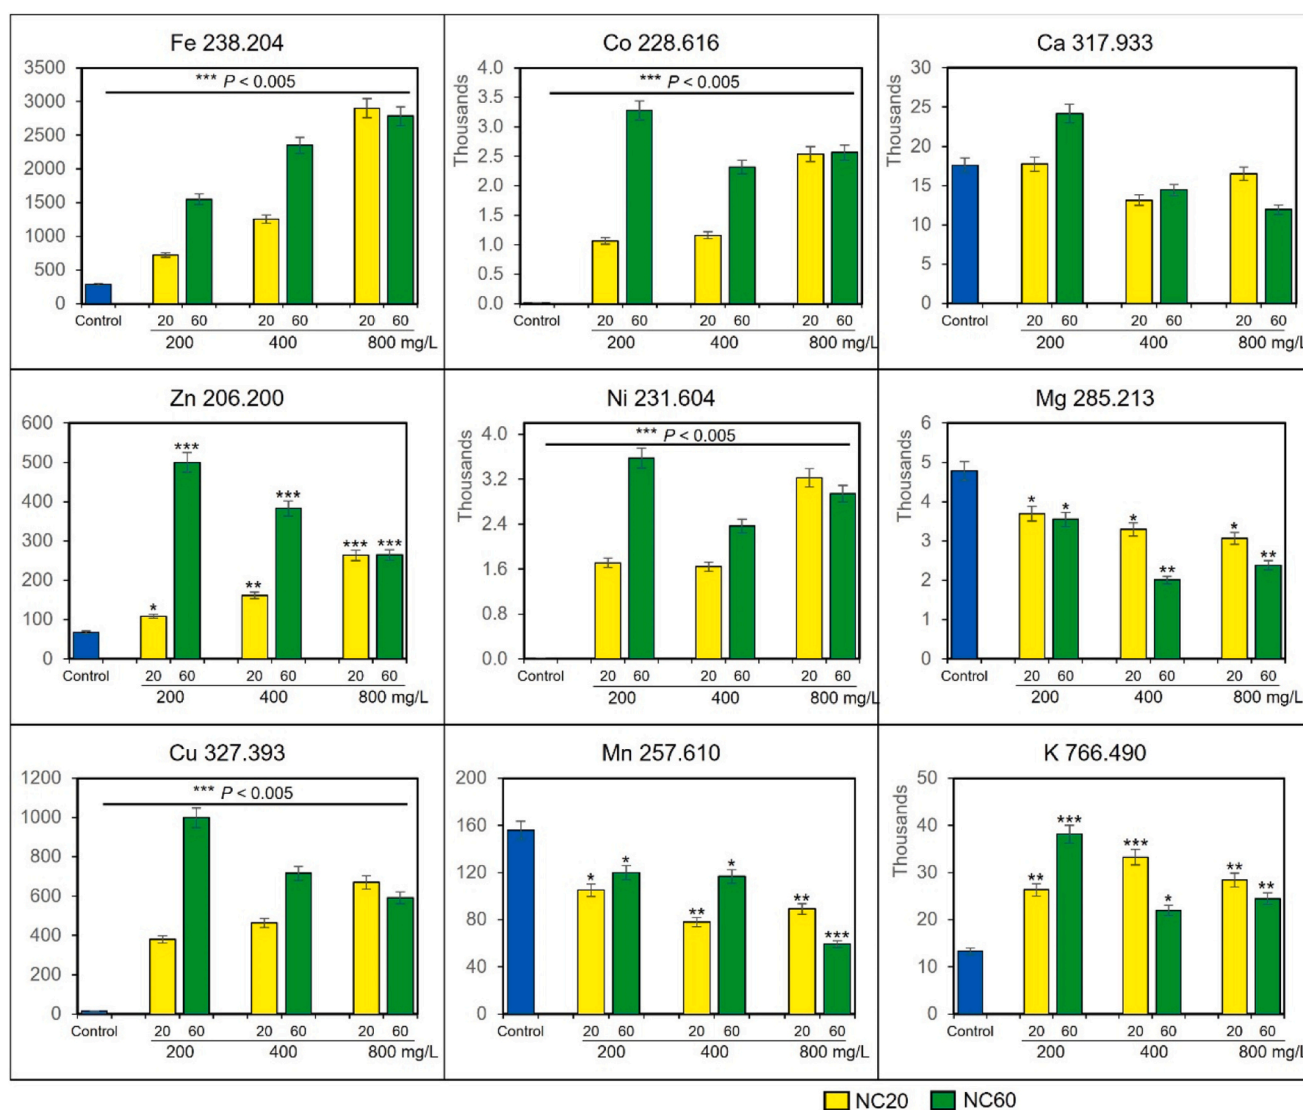 Fe 238.204
3500
3000
2500
2000
1500
1000
500
0
*** P < 0.005
Control
20 60 20 60 20 60
200 400 800 mg/L
Co 228.616
Thousands
4.0
3.5
3.0
2.5
2.0
1.5
1.0
0.5
0.0
*** P < 0.005
Control
20 60 20 60 20 60
200 400 800 mg/L
Ca 317.933
Thousands
30
25
20
15
10
5
0
Control
20 60 20 60 20 60
200 400 800 mg/L
Zn 206.200
600
500
400
300
200
100
0
* *** ** *** *** ***
Control
20 60 20 60 20 60
200 400 800 mg/L
Ni 231.604
Thousands
4.0
3.2
2.4
1.6
0.8
0.0
*** P < 0.005
Control
20 60 20 60 20 60
200 400 800 mg/L
Mg 285.213
Thousands
6
5
4
3
2
1
0
* * * ** * **
Control
20 60 20 60 20 60
200 400 800 mg/L
Cu 327.393
1200
1000
800
600
400
200
0
*** P < 0.005
Control
20 60 20 60 20 60
200 400 800 mg/L
Mn 257.610
200
160
120
80
40
0
* * ** * ** ***
Control
20 60 20 60 20 60
200 400 800 mg/L
K 766.490
Thousands
50
40
30
20
10
0
** *** *** * ** **
Control
20 60 20 60 20 60
200 400 800 mg/L
NC20 NC60